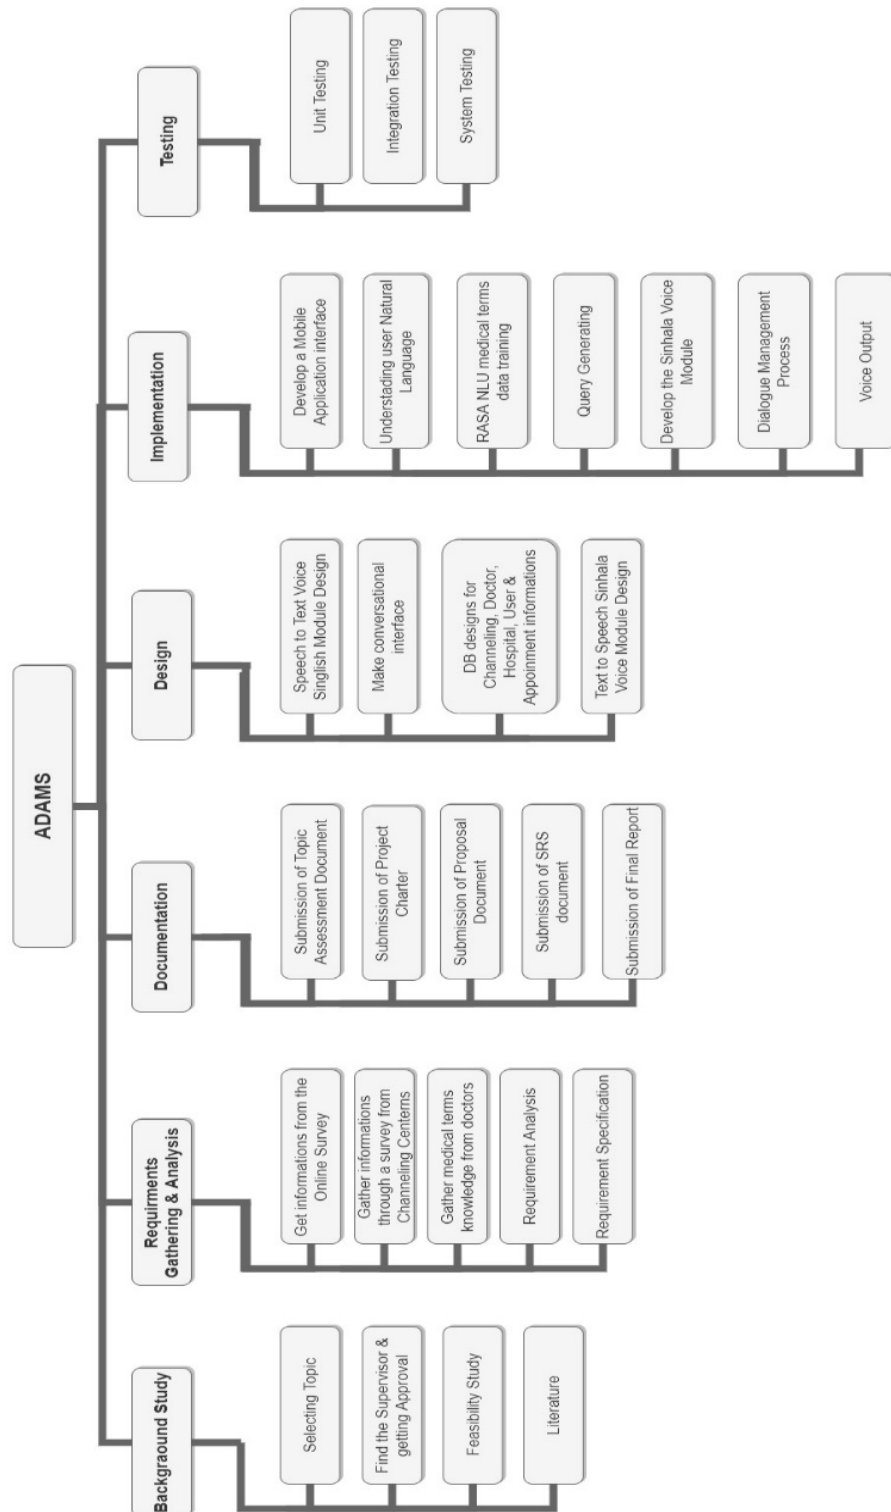 ADAMS
Backgraound Study
Selecting Topic
Find the Supervisor &
getting Approval
Feasibility Study
Literature
Requirments
Gathering & Analysis
Get informations from the
Online Survey
Gather informations
through a survey from
Channeling Centerns
Gather medical terms
knowledge from doctors
Requirement Analysis
Requirement Specification
Documentation
Submission of Topic
Assessment Document
Submission of Project
Charter
Submission of Proposal
Document
Submission of SRS
document
Submission of Final Report
Design
Speech to Text Voice
Singlish Module Design
Make conversational
interface
DB designs for
Channeling, Doctor,
Hospital, User &
Appoinment informations
Text to Speech Sinhala
Voice Module Design
Implementation
Develop a Mobile
Application interface
Understading user Natural
Language
RASA NLU medical terms
data training
Query Generating
Develop the Sinhala Voice
Module
Dialogue Management
Process
Voice Output
Testing
Unit Testing
Integration Testing
System Testing